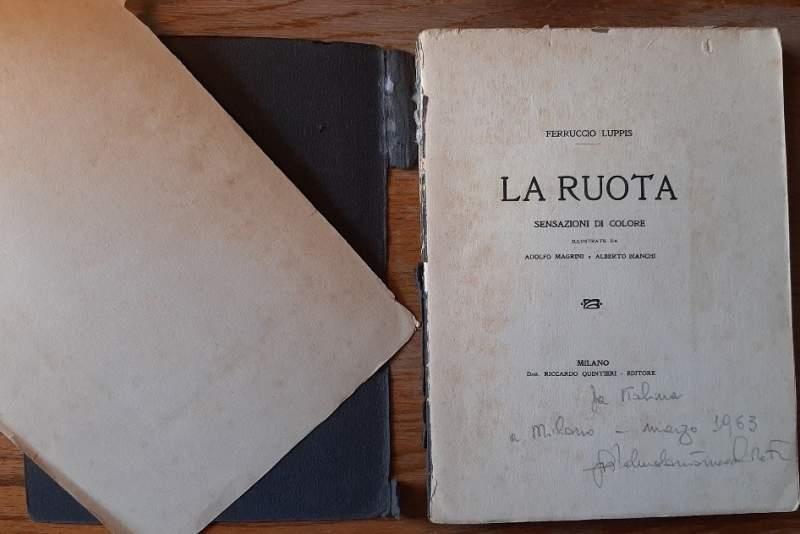 FERRUCCIO LUPPIS
LA RUOTA
SENSAZIONI DI COLORE
ILLUSTRATE DA
ADOLFO MAGRINI E ALBERTO BIANCHI
MILANO
DOTT. RICCARDO QUINTIERI - EDITORE
a Milano - marzo 1963